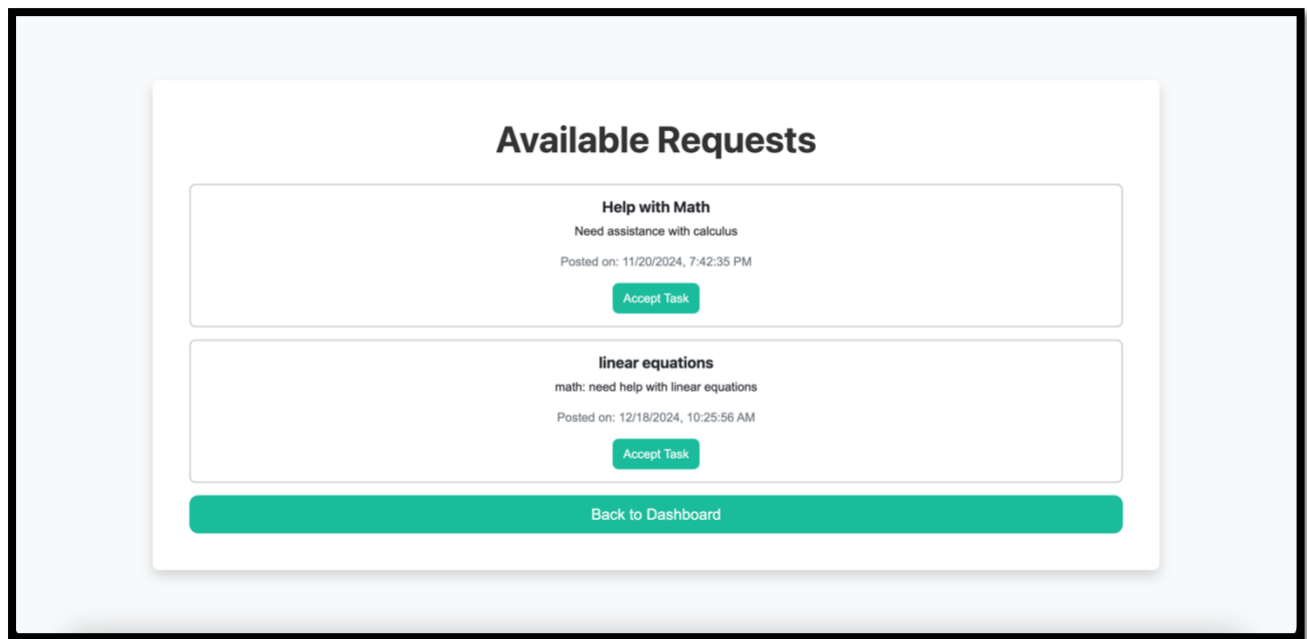 Available Requests
Help with Math
Need assistance with calculus
Posted on: 11/20/2024, 7:42:35 PM
Accept Task
linear equations
math: need help with linear equations
Posted on: 12/18/2024, 10:25:56 AM
Accept Task
Back to Dashboard